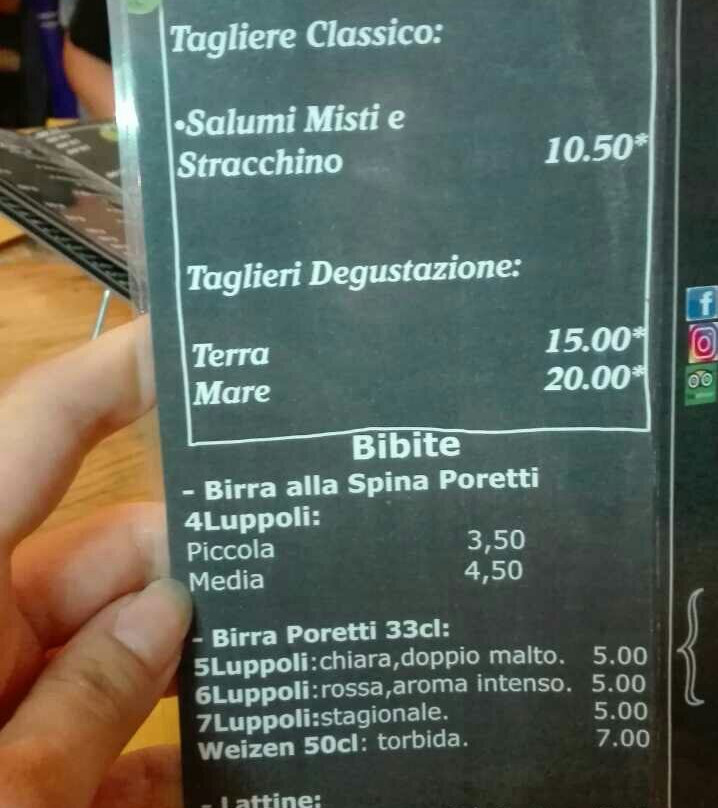 Tagliere Classico:
•Salumi Misti e
Stracchino 10.50*
Taglieri Degustazione:
Terra 15.00*
Mare 20.00*
Bibite
- Birra alla Spina Poretti
4Luppoli:
Piccola 3,50
Media 4,50
- Birra Poretti 33cl:
5Luppoli:chiara,doppio malto. 5.00
6Luppoli:rossa,aroma intenso. 5.00
7Luppoli:stagionale. 5.00
Weizen 50cl: torbida. 7.00
- Lattine: